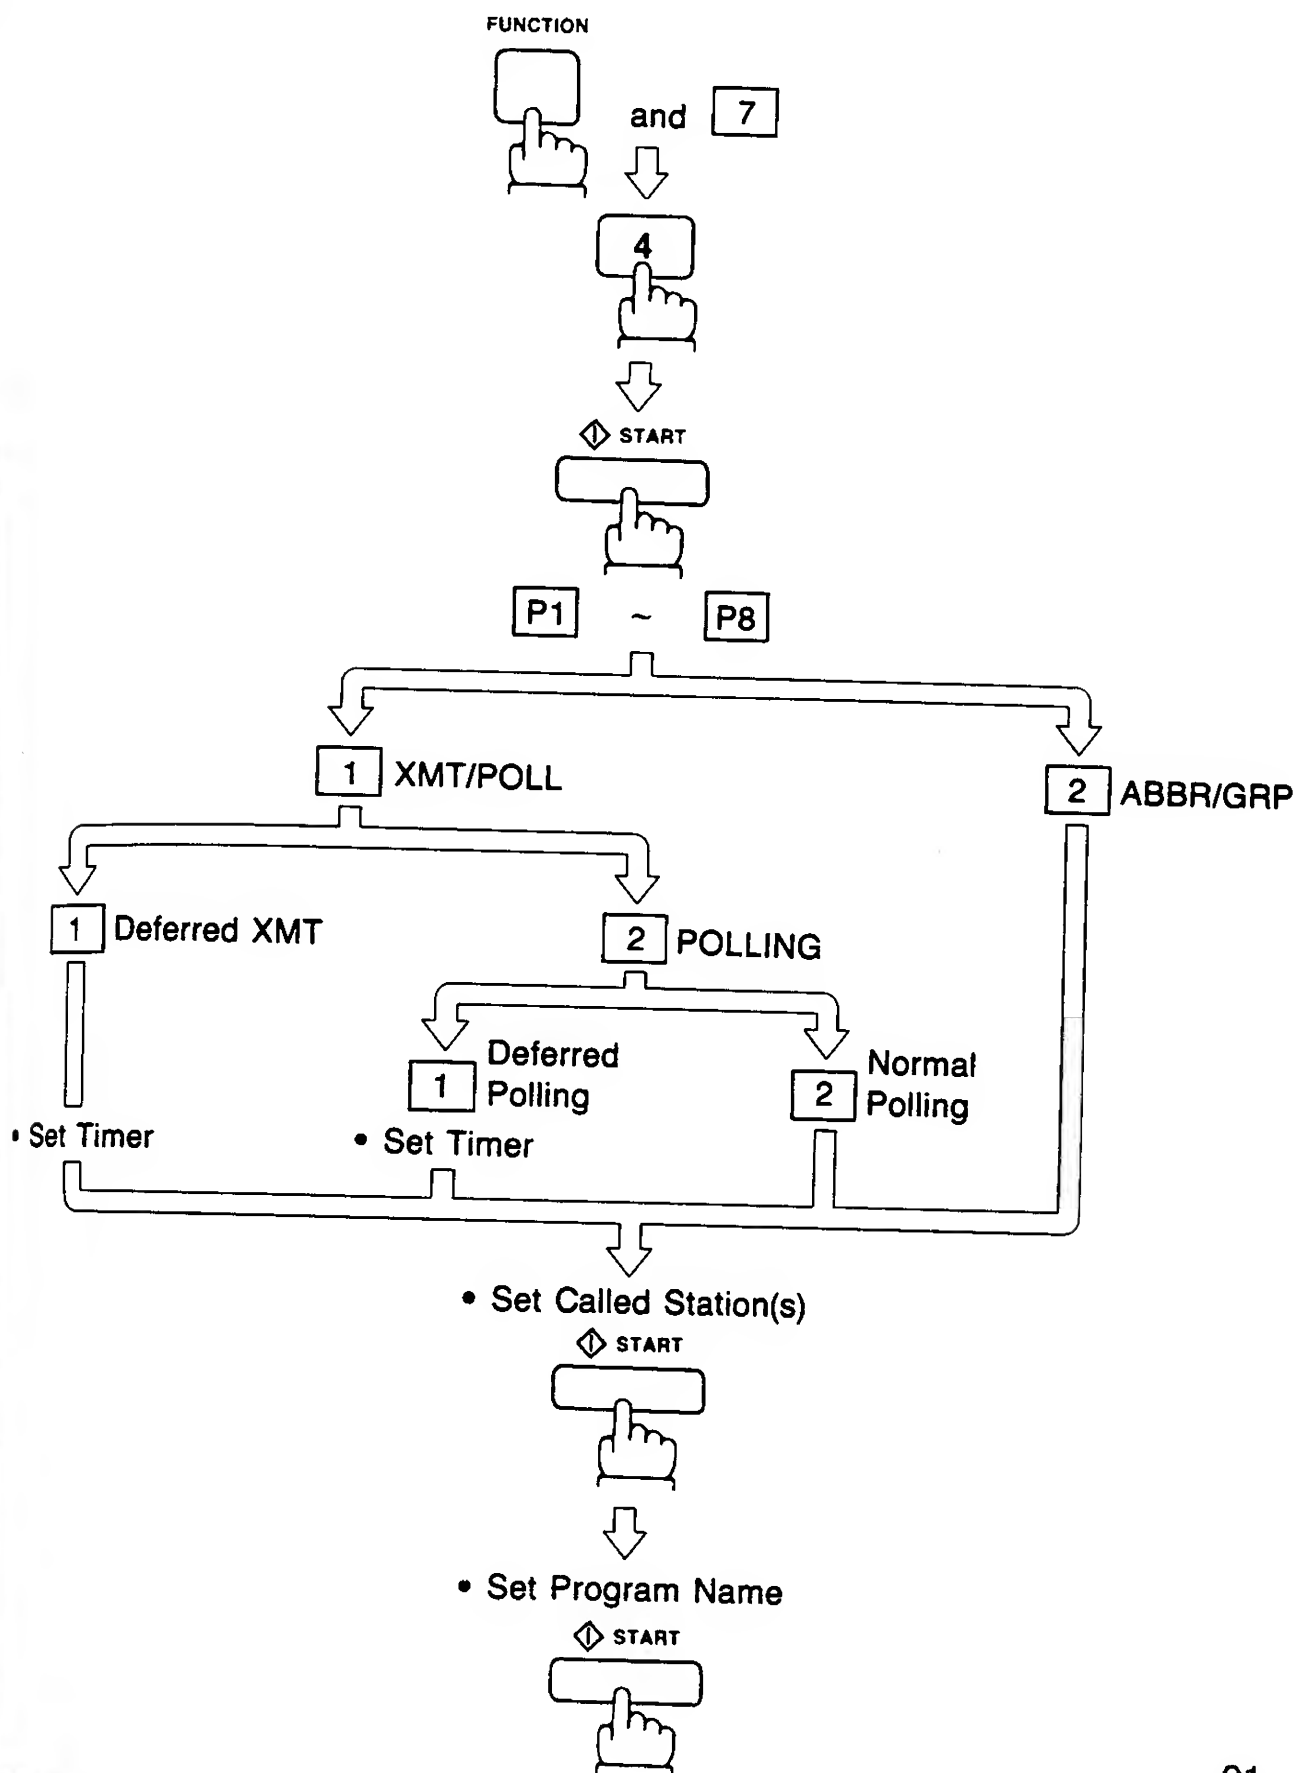 FUNCTION
and 7
4
START
P1 ~ P8
1 XMT/POLL
2 ABBR/GRP
1 Deferred XMT
2 POLLING
1 Deferred Polling
2 Normal Polling
• Set Timer
• Set Timer
• Set Called Station(s)
START
• Set Program Name
START